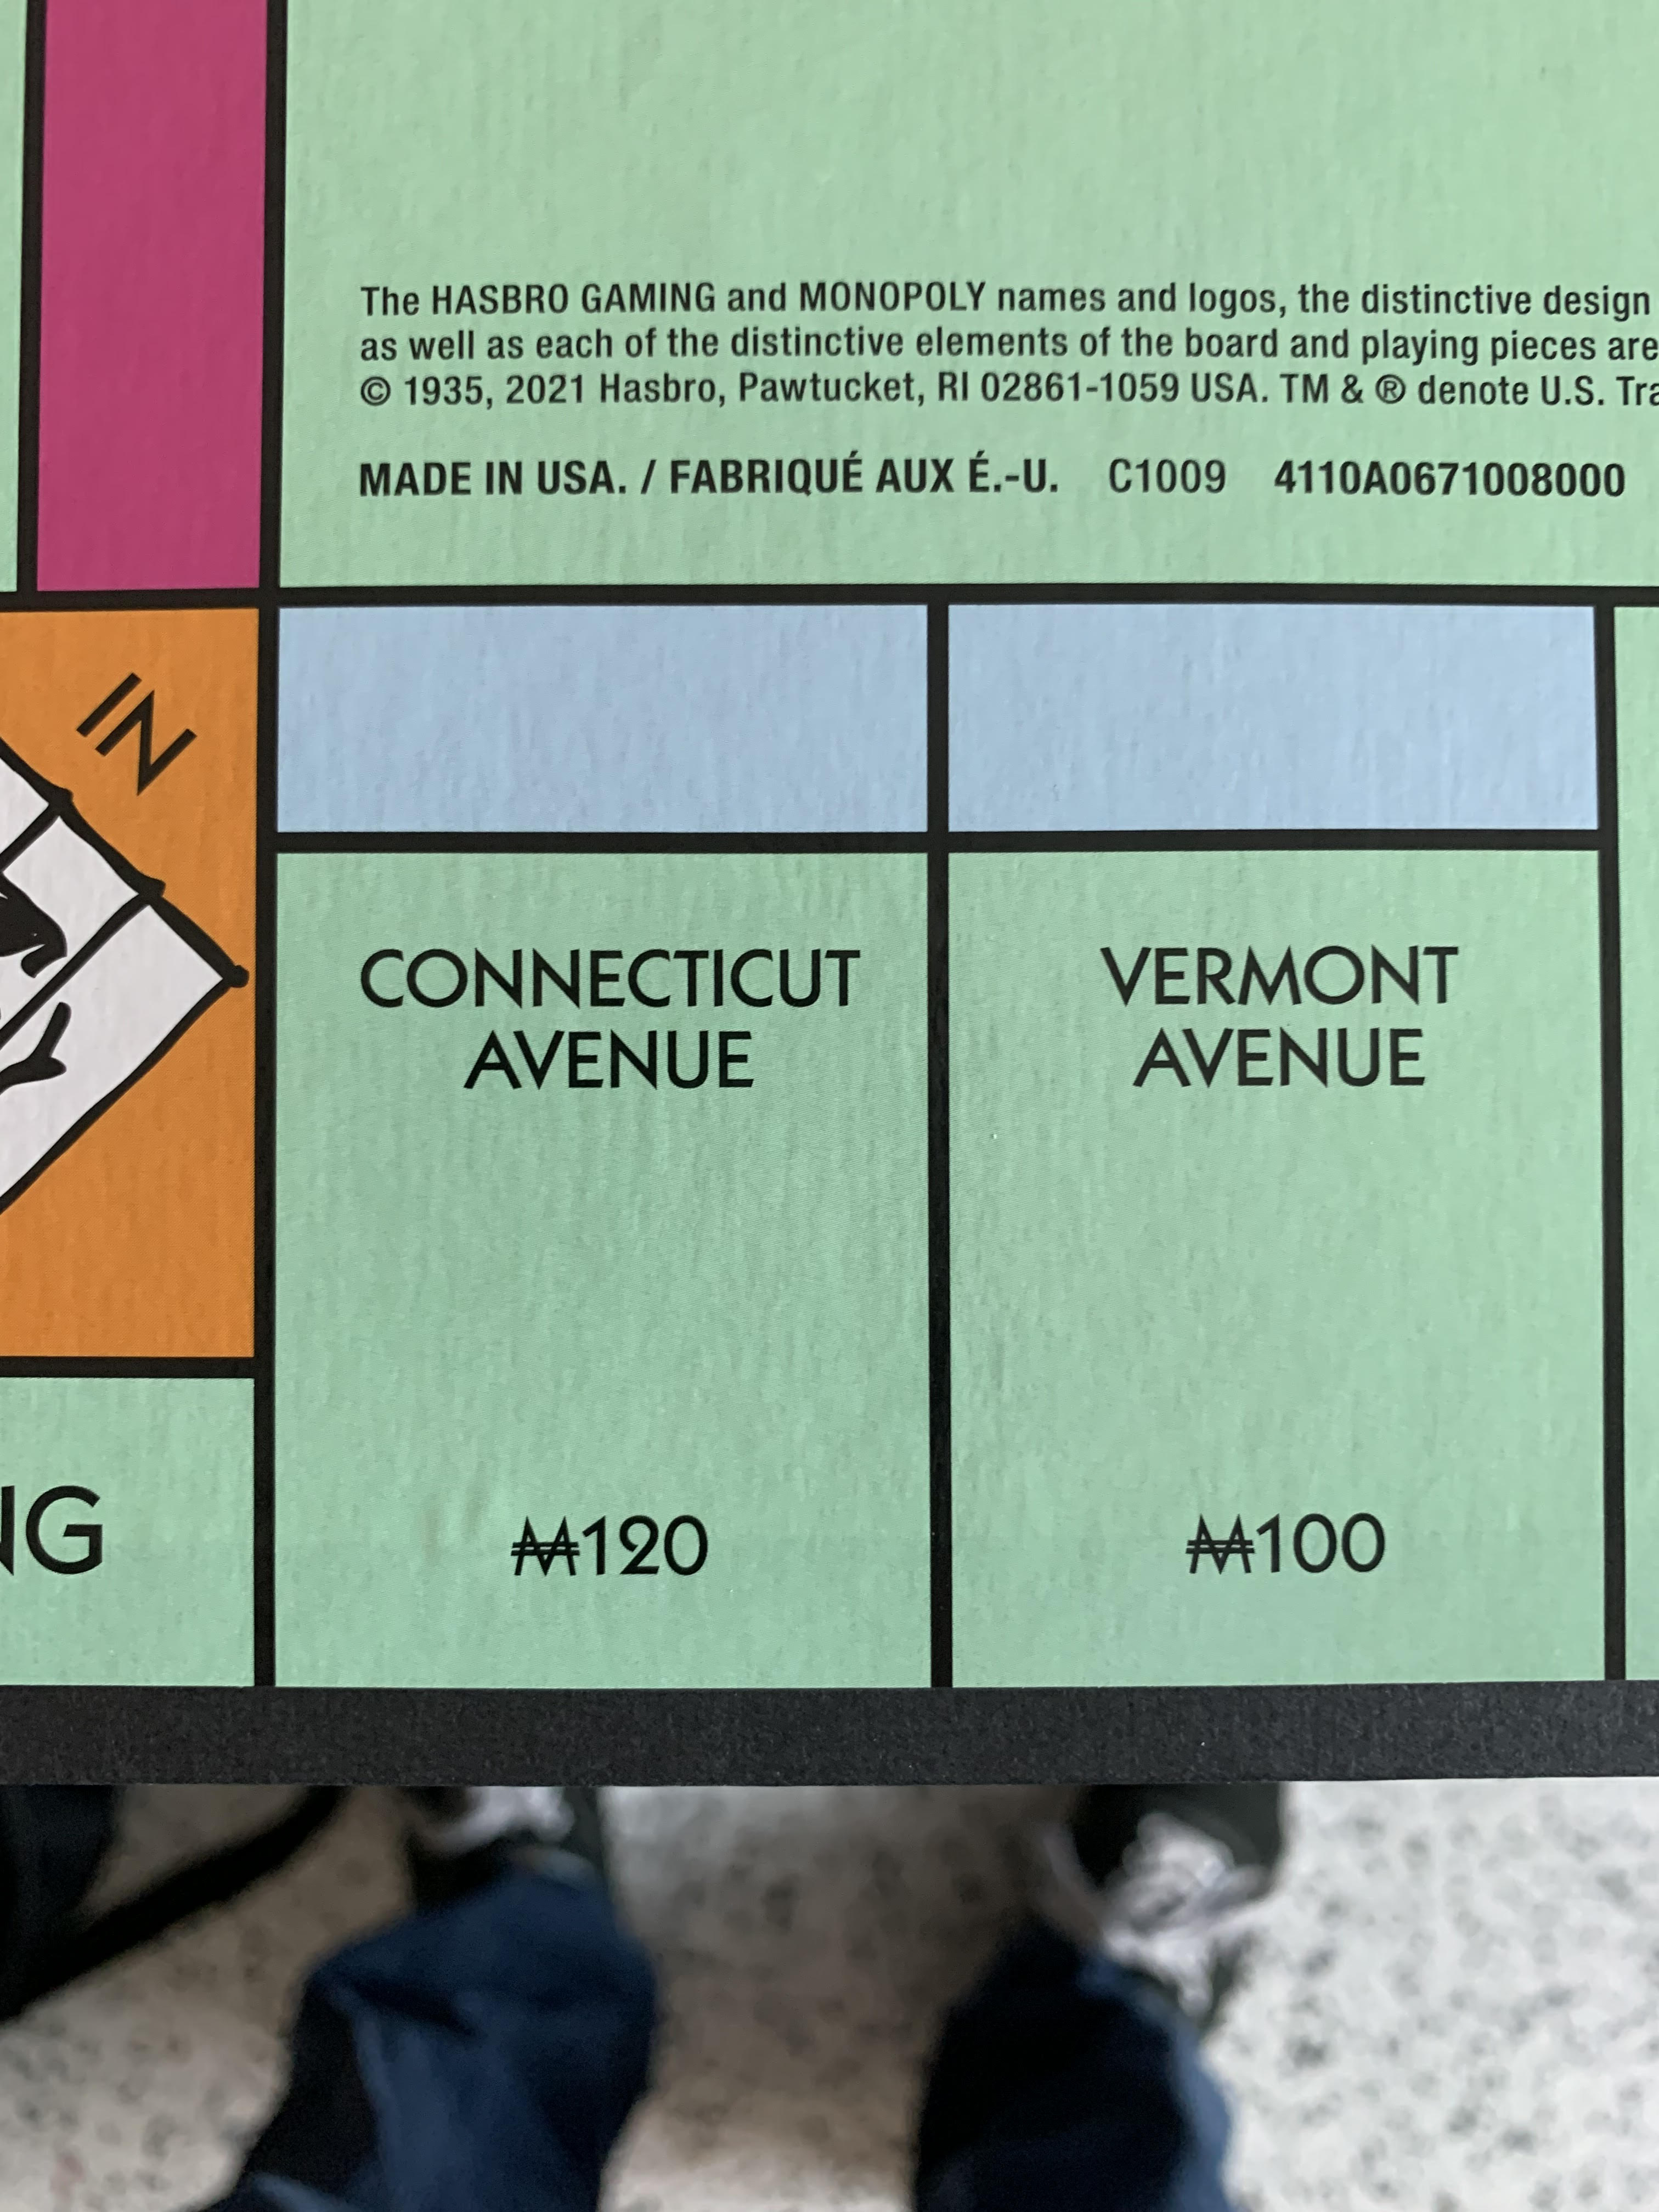 The HASBRO GAMING and MONOPOLY names and logos, the distinctive design
as well as each of the distinctive elements of the board and playing pieces are
© 1935, 2021 Hasbro, Pawtucket, RI 02861-1059 USA. TM & ® denote U.S. Tra
MADE IN USA. / FABRIQUÉ AUX É.-U. C1009 4110A0671008000
IN
CONNECTICUT
AVENUE
₩120
VERMONT
AVENUE
₩100
NG